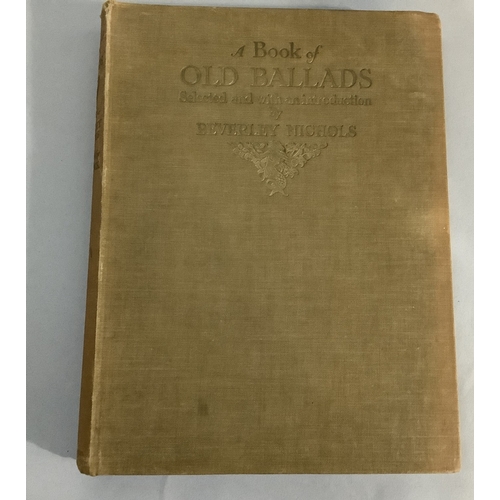 A Book of
OLD BALLADS
Selected and with an introduction
by
BEVERLEY NICHOLS